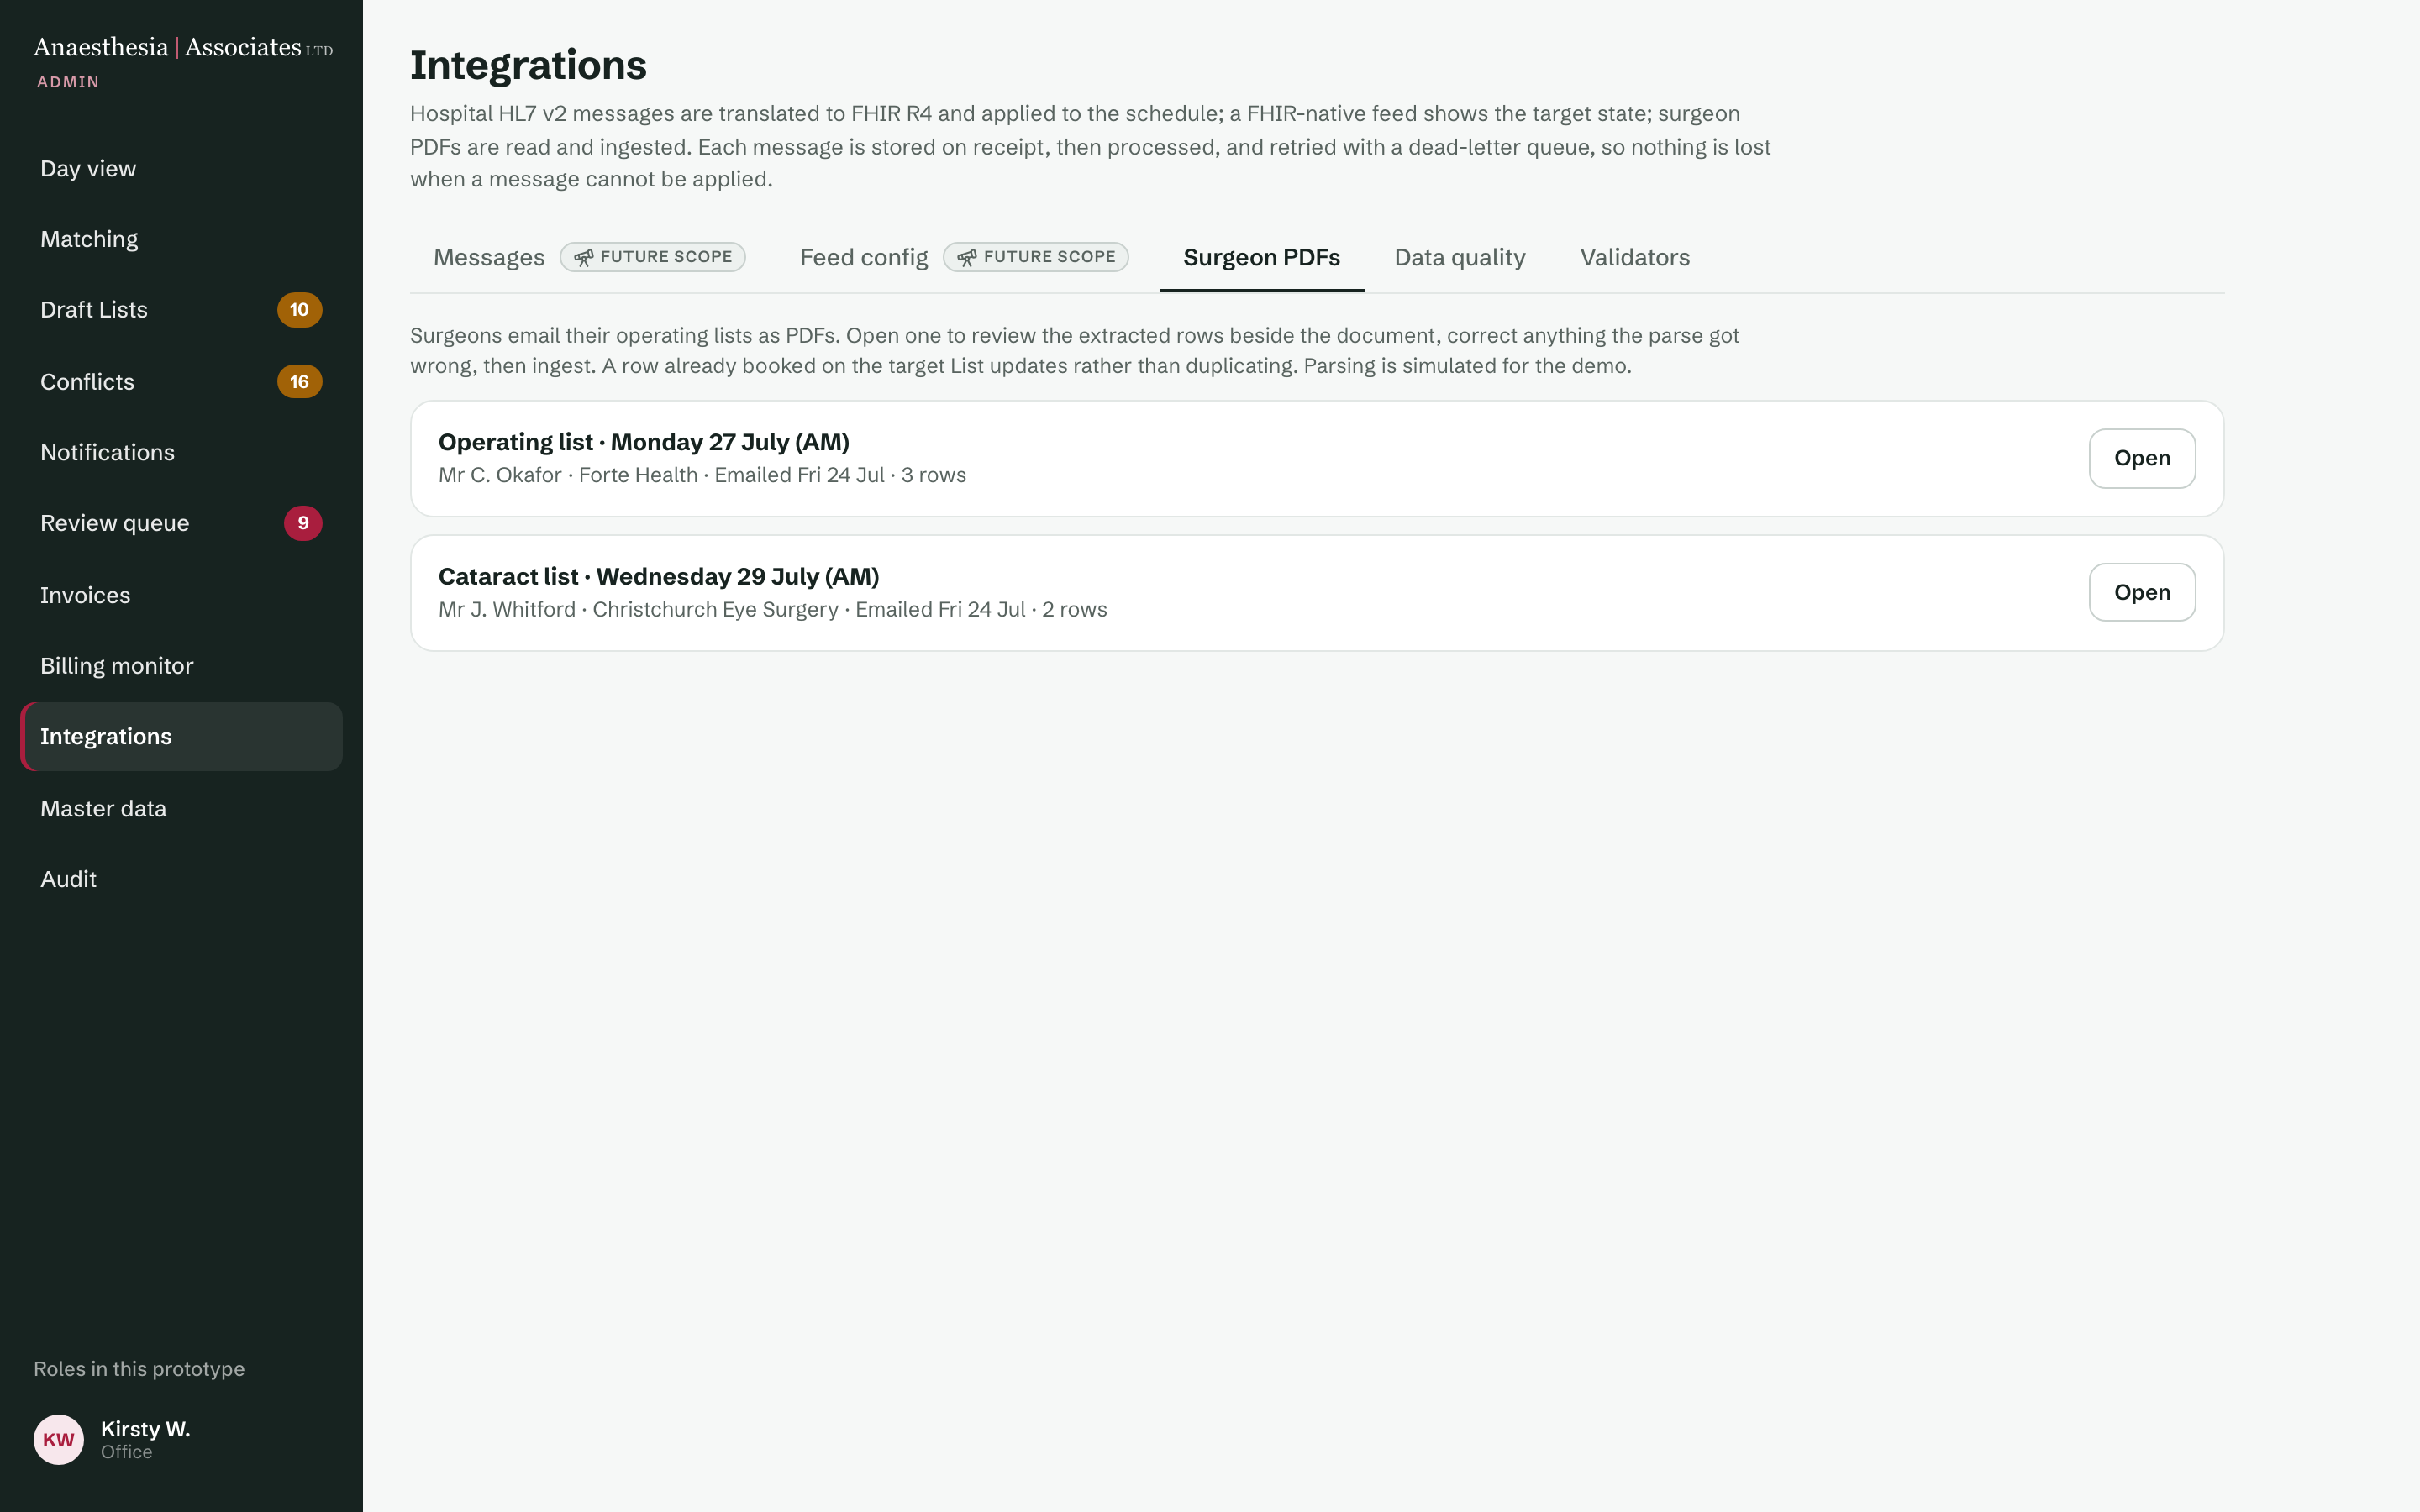 Anaesthesia | Associates LTD
ADMIN
Day view
Matching
Draft Lists 10
Conflicts 16
Notifications
Review queue 9
Invoices
Billing monitor
Integrations
Master data
Audit
Roles in this prototype
KW
Kirsty W.
Office
Integrations
Hospital HL7 v2 messages are translated to FHIR R4 and applied to the schedule; a FHIR-native feed shows the target state; surgeon
PDFs are read and ingested. Each message is stored on receipt, then processed, and retried with a dead-letter queue, so nothing is lost
when a message cannot be applied.
Messages FUTURE SCOPE Feed config FUTURE SCOPE Surgeon PDFs Data quality Validators
Surgeons email their operating lists as PDFs. Open one to review the extracted rows beside the document, correct anything the parse got
wrong, then ingest. A row already booked on the target List updates rather than duplicating. Parsing is simulated for the demo.
Operating list · Monday 27 July (AM)
Mr C. Okafor · Forte Health · Emailed Fri 24 Jul · 3 rows
Open
Cataract list · Wednesday 29 July (AM)
Mr J. Whitford · Christchurch Eye Surgery · Emailed Fri 24 Jul · 2 rows
Open